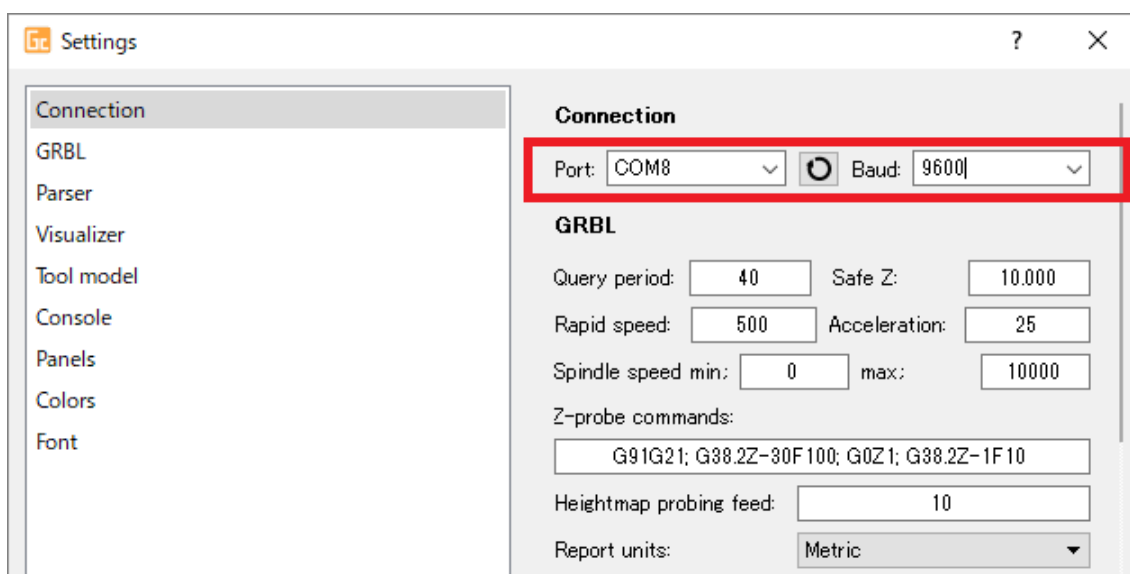 Gc Settings ? ×
Connection
GRBL
Parser
Visualizer
Tool model
Console
Panels
Colors
Font
Connection
Port: COM8 Baud: 9600
GRBL
Query period: 40 Safe Z: 10.000
Rapid speed: 500 Acceleration: 25
Spindle speed min; 0 max; 10000
Z-probe commands:
G91G21; G38.2Z-30F100; G0Z1; G38.2Z-1F10
Heightmap probing feed: 10
Report units: Metric